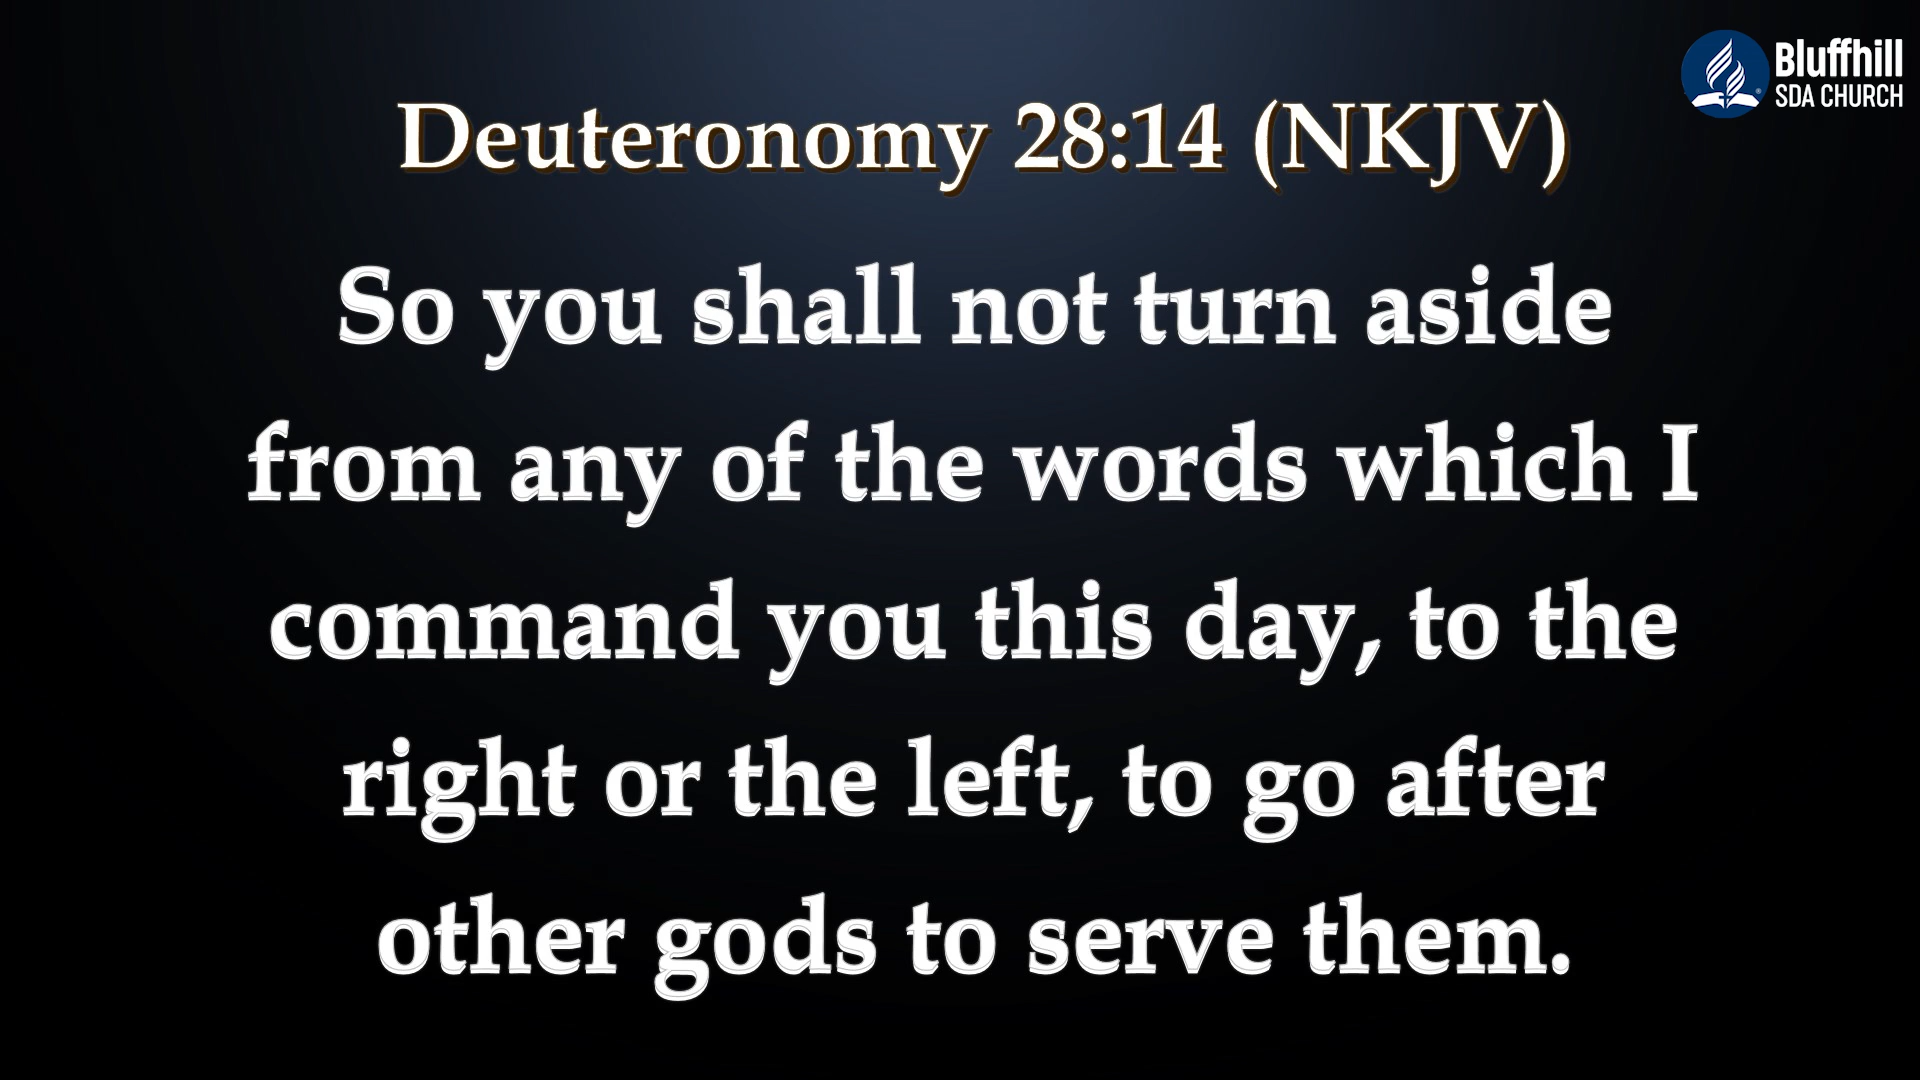 Bluffhill
SDA CHURCH
Deuteronomy 28:14 (NKJV)
So you shall not turn aside
from any of the words which I
command you this day, to the
right or the left, to go after
other gods to serve them.